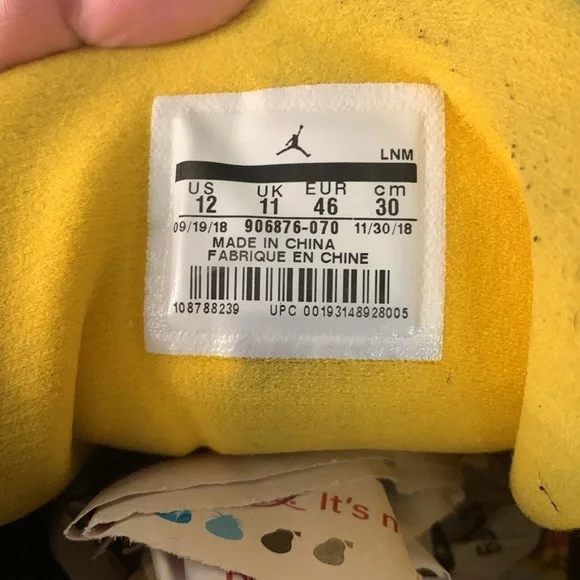 LNM
US UK EUR cm
12 11 46 30
09/19/18 906876-070 11/30/18
MADE IN CHINA
FABRIQUE EN CHINE
108788239 UPC 00193148928005
It's